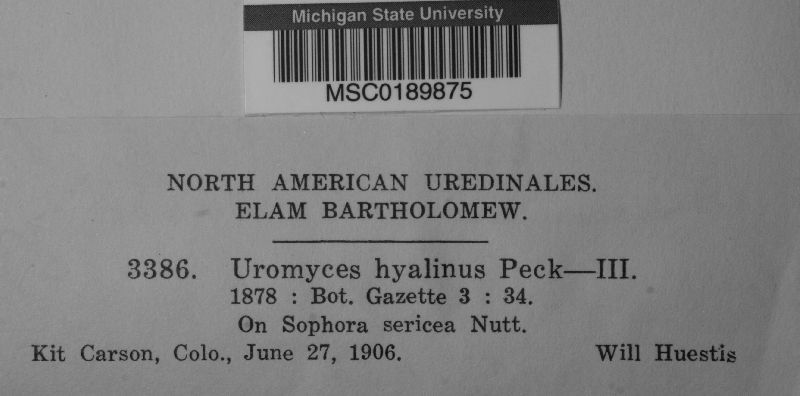 Michigan State University
MSC0189875
NORTH AMERICAN UREDINALES.
ELAM BARTHOLOMEW.
3386. Uromyces hyalinus Peck—III.
1878 : Bot. Gazette 3 : 34.
On Sophora sericea Nutt.
Kit Carson, Colo., June 27, 1906. Will Huestis